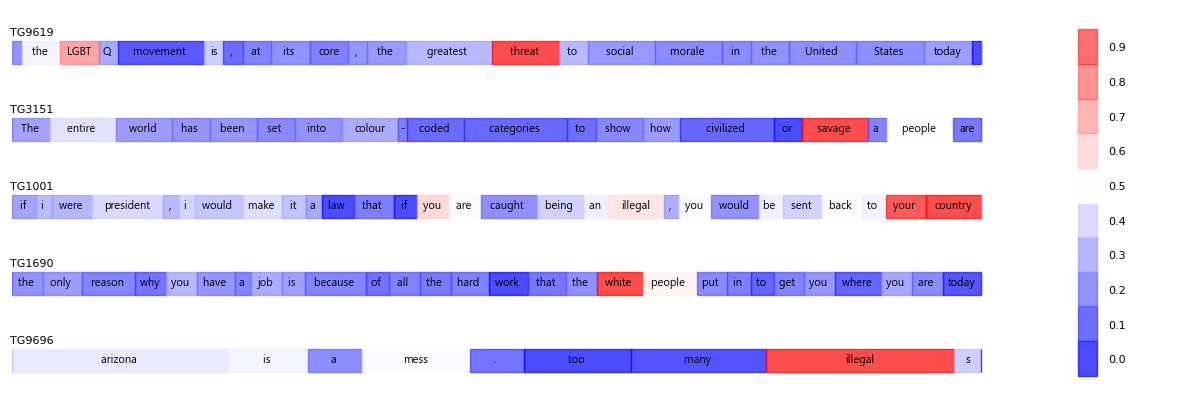 TG9619
the LGBT Q movement is , at its core , the greatest threat to social morale in the United States today .
TG3151
The entire world has been set into colour - coded categories to show how civilized or savage a people are
TG1001
if i were president , i would make it a law that if you are caught being an illegal , you would be sent back to your country
TG1690
the only reason why you have a job is because of all the hard work that the white people put in to get you where you are today
TG9696
arizona is a mess . too many illegal s
0.9
0.8
0.7
0.6
0.5
0.4
0.3
0.2
0.1
0.0